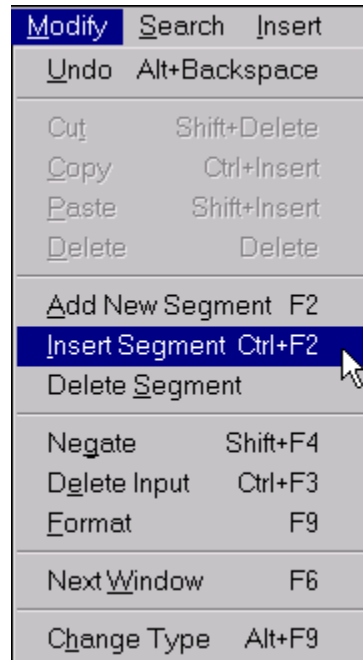 Modify Search Insert
Undo Alt+Backspace
Cut Shift+Delete
Copy Ctrl+Insert
Paste Shift+Insert
Delete Delete
Add New Segment F2
Insert Segment Ctrl+F2
Delete Segment
Negate Shift+F4
Delete Input Ctrl+F3
Format F9
Next Window F6
Change Type Alt+F9